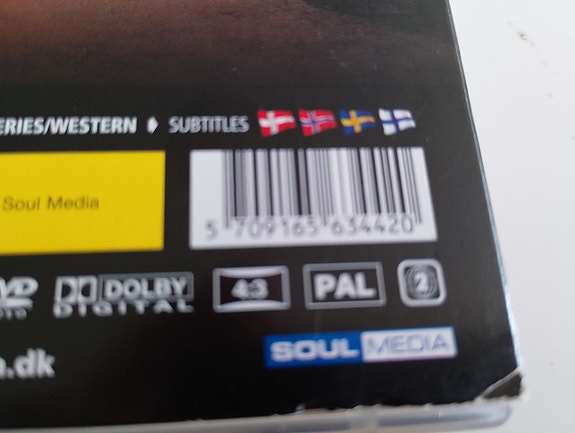 ERIES/WESTERN SUBTITLES
Soul Media
5 709165 634420
DOLBY DIGITAL 4:3 PAL 2
.dk
SOUL MEDIA